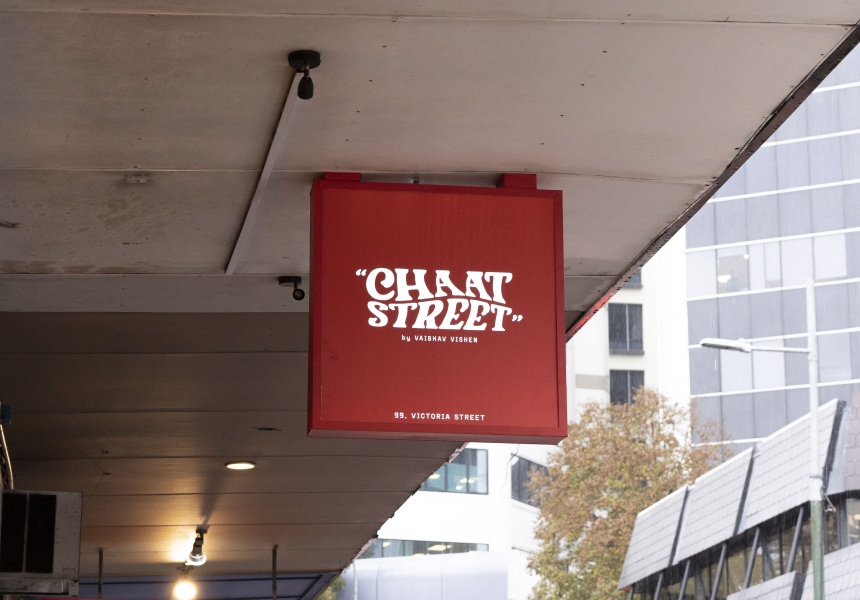 “CHAAT
STREET”
by VAIBHAV VISHEN
99, VICTORIA STREET